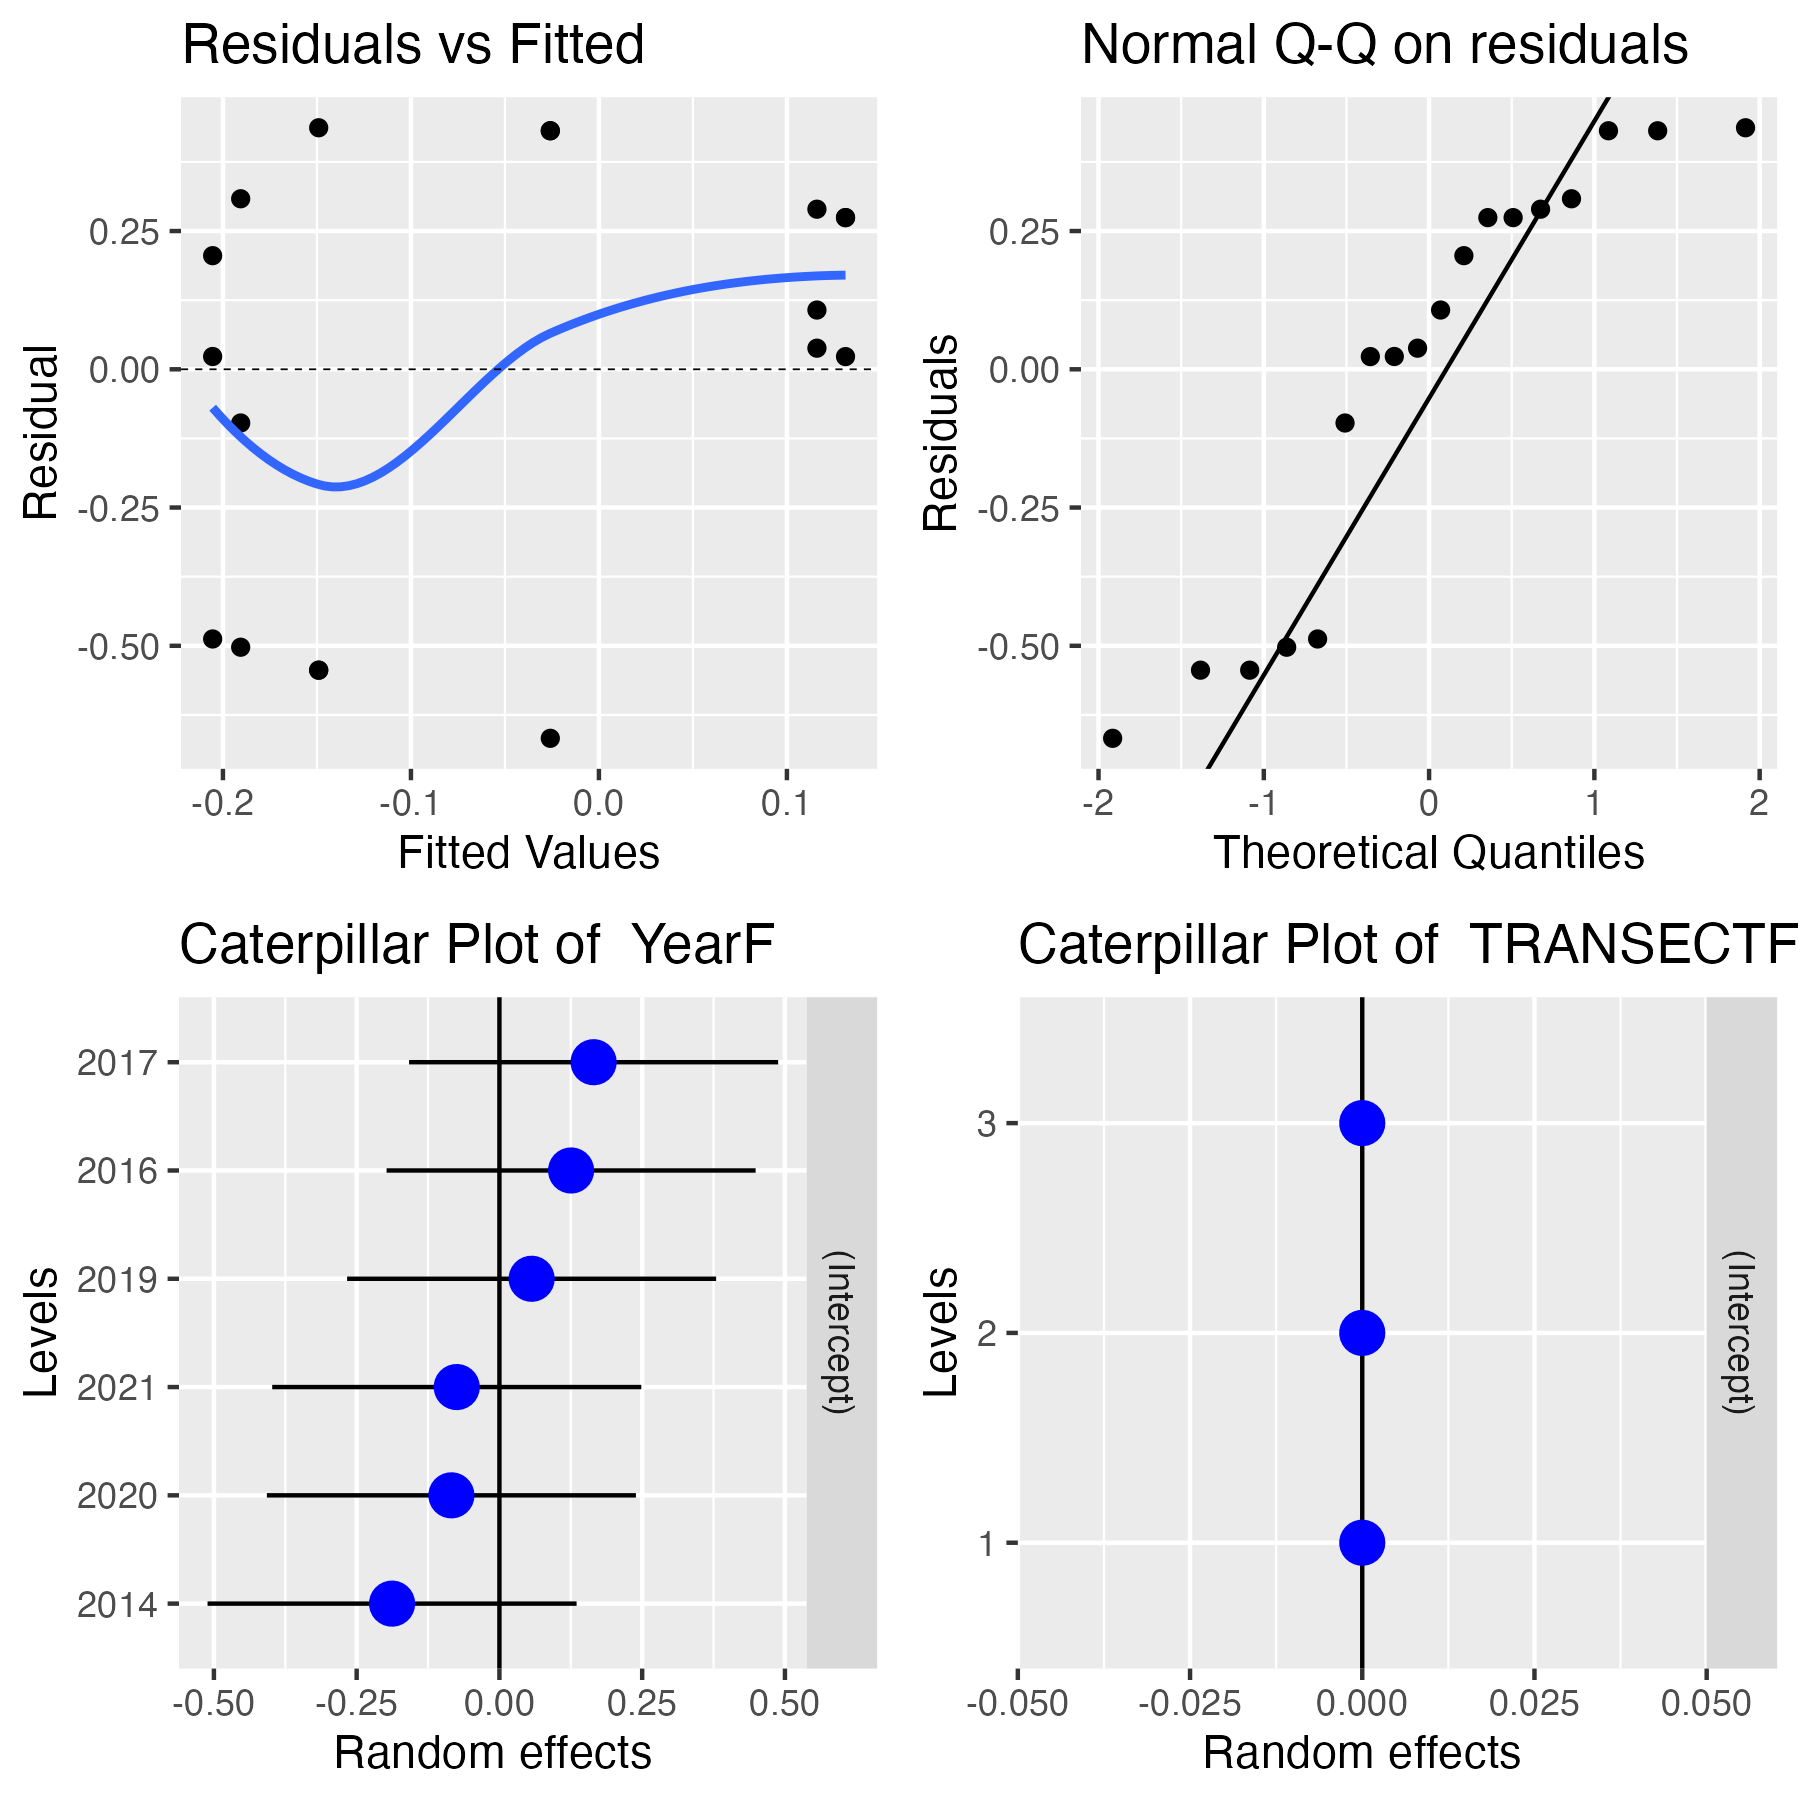 Residuals vs Fitted
Residual
0.25
0.00
-0.25
-0.50
-0.2 -0.1 0.0 0.1
Fitted Values
Normal Q-Q on residuals
Residuals
0.25
0.00
-0.25
-0.50
-2 -1 0 1 2
Theoretical Quantiles
Caterpillar Plot of YearF
Levels
2017
2016
2019
2021
2020
2014
(Intercept)
-0.50 -0.25 0.00 0.25 0.50
Random effects
Caterpillar Plot of TRANSECTF
Levels
3
2
1
(Intercept)
-0.050 -0.025 0.000 0.025 0.050
Random effects